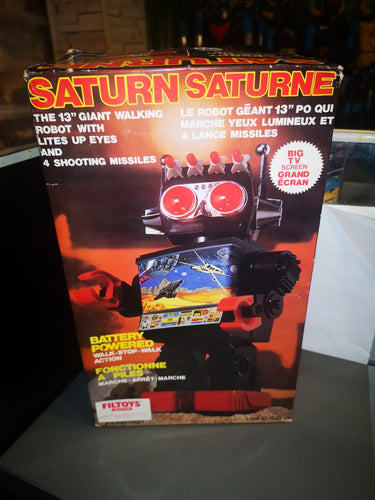 SATURN SATURNE
THE 13" GIANT WALKING
ROBOT WITH
LITES UP EYES
AND
4 SHOOTING MISSILES
LE ROBOT GÉANT 13" PO QUI
MARCHE YEUX LUMINEUX ET
4 LANCE MISSILES
BIG
TV
SCREEN
GRAND
ÉCRAN
BATTERY
POWERED
WALK-STOP-WALK
ACTION
FONCTIONNE
A PILES
MARCHE-ARRÊT-MARCHE
FILTOYS